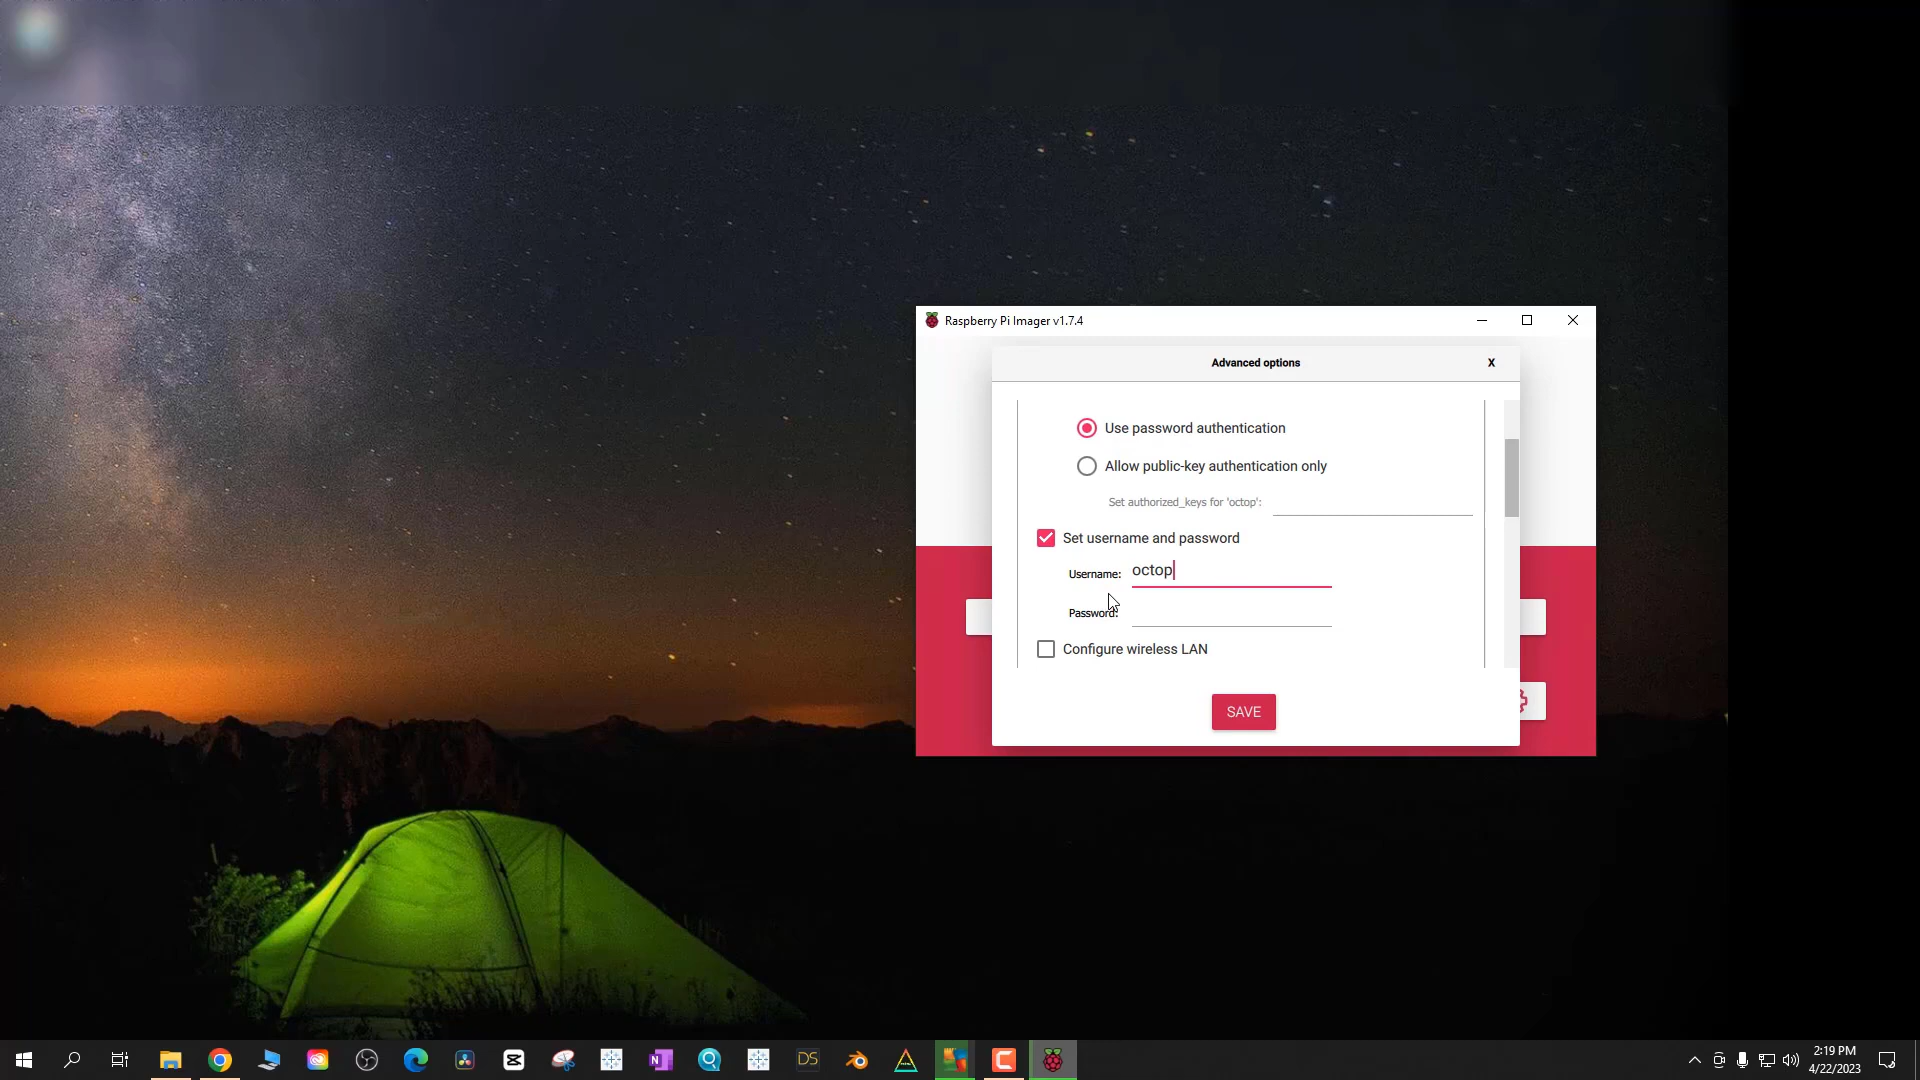 Raspberry Pi Imager v1.7.4
Advanced options
X
Use password authentication
Allow public-key authentication only
Set authorized_keys for 'octop':
Set username and password
Username: octop
Password:
Configure wireless LAN
SAVE
DS
2:19 PM
4/22/2023